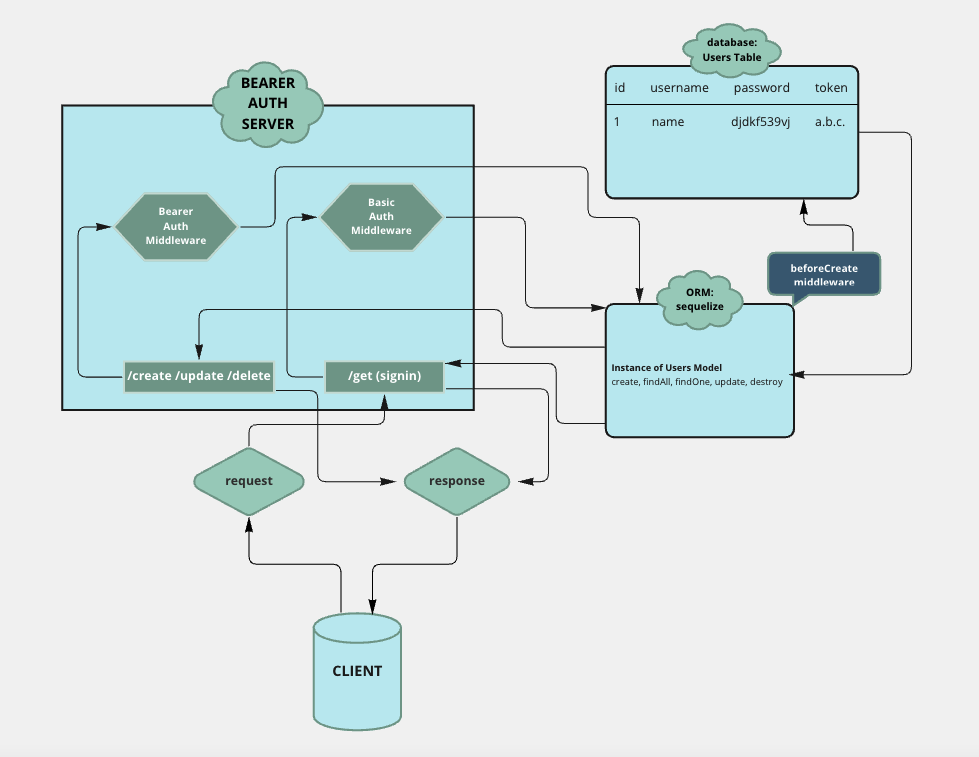 database:
Users Table
id username password token
1 name djdkf539vj a.b.c.
BEARER
AUTH
SERVER
Bearer
Auth
Middleware
Basic
Auth
Middleware
beforeCreate
middleware
ORM:
sequelize
Instance of Users Model
create, findAll, findOne, update, destroy
/create /update /delete
/get (signin)
request
response
CLIENT